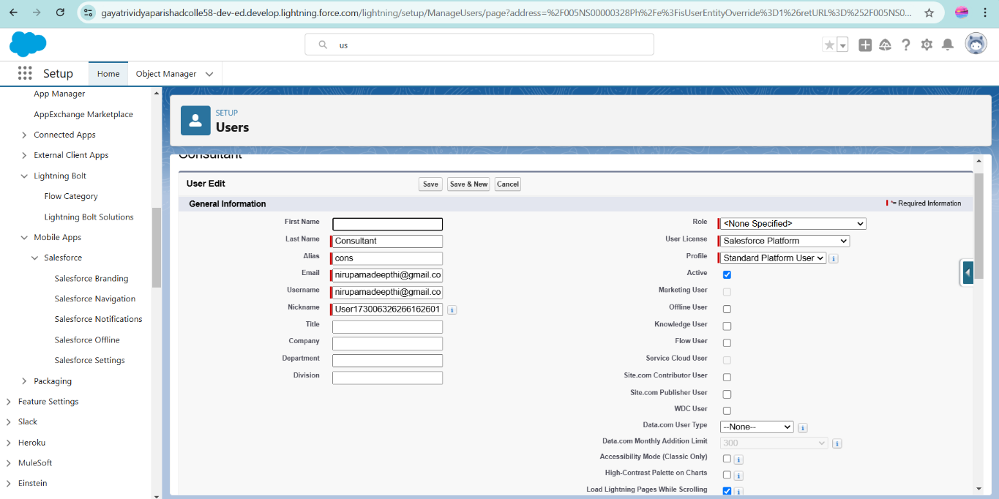 gayatrividyaparishadcolle58-dev-ed.develop.lightning.force.com/lightning/setup/ManageUsers/page?address=%2F005NS00000328Ph%2Fe%3FisUserEntityOverride%3D1%26retURL%3D%252F005NS0...
us
Setup
Home
Object Manager
App Manager
AppExchange Marketplace
Connected Apps
External Client Apps
Lightning Bolt
Flow Category
Lightning Bolt Solutions
Mobile Apps
Salesforce
Salesforce Branding
Salesforce Navigation
Salesforce Notifications
Salesforce Offline
Salesforce Settings
Packaging
Feature Settings
Slack
Heroku
MuleSoft
Einstein
SETUP
Users
Consultant
User Edit
Save
Save & New
Cancel
General Information
= Required Information
First Name
Last Name Consultant
Alias cons
Email nirupamadeepthi@gmail.co
Username nirupamadeepthi@gmail.co
Nickname User173006326266162601 i
Title
Company
Department
Division
Role <None Specified>
User License Salesforce Platform
Profile Standard Platform User i
Active
Marketing User
Offline User
Knowledge User
Flow User
Service Cloud User
Site.com Contributor User
Site.com Publisher User
WDC User
Data.com User Type --None-- i
Data.com Monthly Addition Limit 300 i
Accessibility Mode (Classic Only) i
High-Contrast Palette on Charts i
Load Lightning Pages While Scrolling i